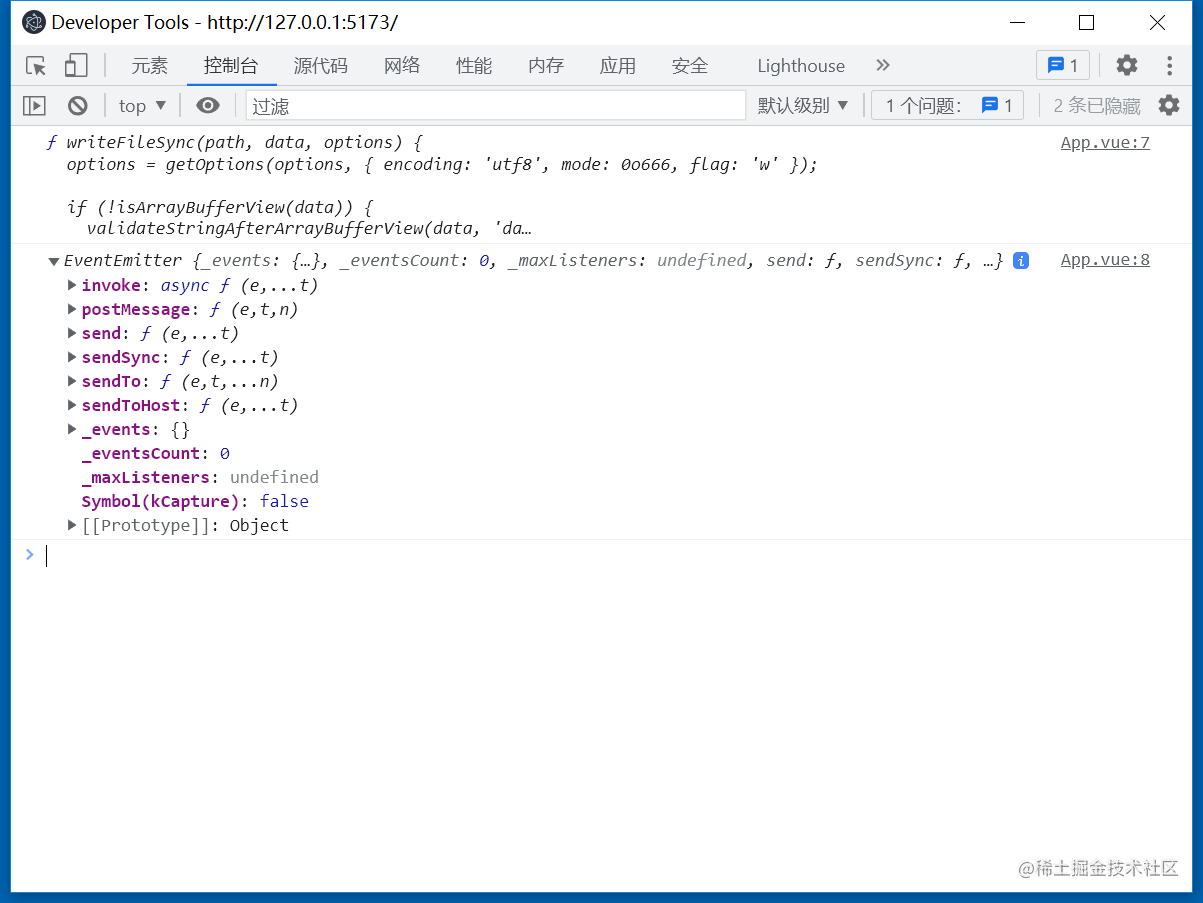 Developer Tools - http://127.0.0.1:5173/
元素 控制台 源代码 网络 性能 内存 应用 安全 Lighthouse » 1
top ▼ 过滤 默认级别 ▼ 1 个问题： 1 2 条已隐藏
ƒ writeFileSync(path, data, options) { App.vue:7
options = getOptions(options, { encoding: 'utf8', mode: 0o666, flag: 'w' });
if (!isArrayBufferView(data)) {
validateStringAfterArrayBufferView(data, 'da…
▼EventEmitter {_events: {…}, _eventsCount: 0, _maxListeners: undefined, send: ƒ, sendSync: ƒ, …} i App.vue:8
▶invoke: async ƒ (e,...t)
▶postMessage: ƒ (e,t,n)
▶send: ƒ (e,...t)
▶sendSync: ƒ (e,...t)
▶sendTo: ƒ (e,t,...n)
▶sendToHost: ƒ (e,...t)
▶_events: {}
_eventsCount: 0
_maxListeners: undefined
Symbol(kCapture): false
▶[[Prototype]]: Object
>
@稀土掘金技术社区